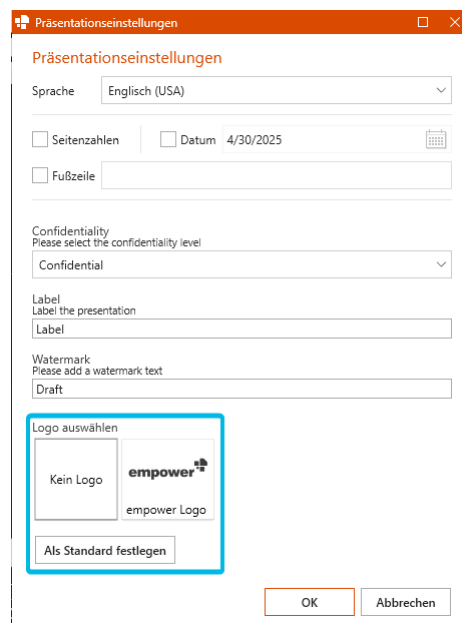 Präsentationseinstellungen
Präsentationseinstellungen
Sprache Englisch (USA)
Seitenzahlen Datum 4/30/2025
Fußzeile
Confidentiality
Please select the confidentiality level
Confidential
Label
Label the presentation
Label
Watermark
Please add a watermark text
Draft
Logo auswählen
Kein Logo empower
empower Logo
Als Standard festlegen
OK Abbrechen